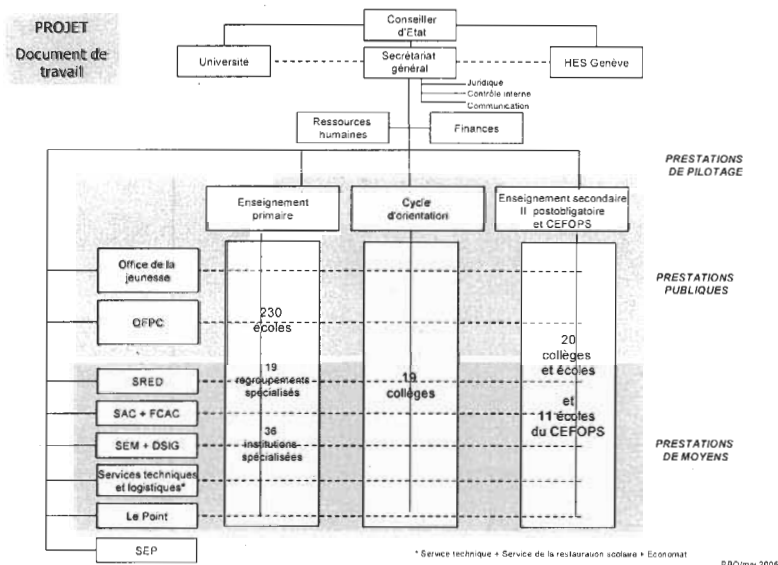 PROJET
Document de
travail
Conseiller
d'Etat
Université
Secrétariat
général
HES Genève
Juridique
Contrôle interne
Communication
Ressources
humaines
Finances
PRESTATIONS
DE PILOTAGE
Enseignement
primaire
Cycle
d'orientation
Enseignement secondaire
II postobligatoire
et CEFOPS
Office de la
jeunesse
PRESTATIONS
PUBLIQUES
OFPC
230
écoles
20
collèges
et écoles
et
11 écoles
du CEFOPS
19
regroupements
spécialisés
19
collèges
SRED
SAC + FCAC
36
institutions
spécialisées
SEM + DSIG
PRESTATIONS
DE MOYENS
Services techniques
et logistiques*
Le Point
SEP
* Service technique + Service de la restauration scolaire + Economat
2006